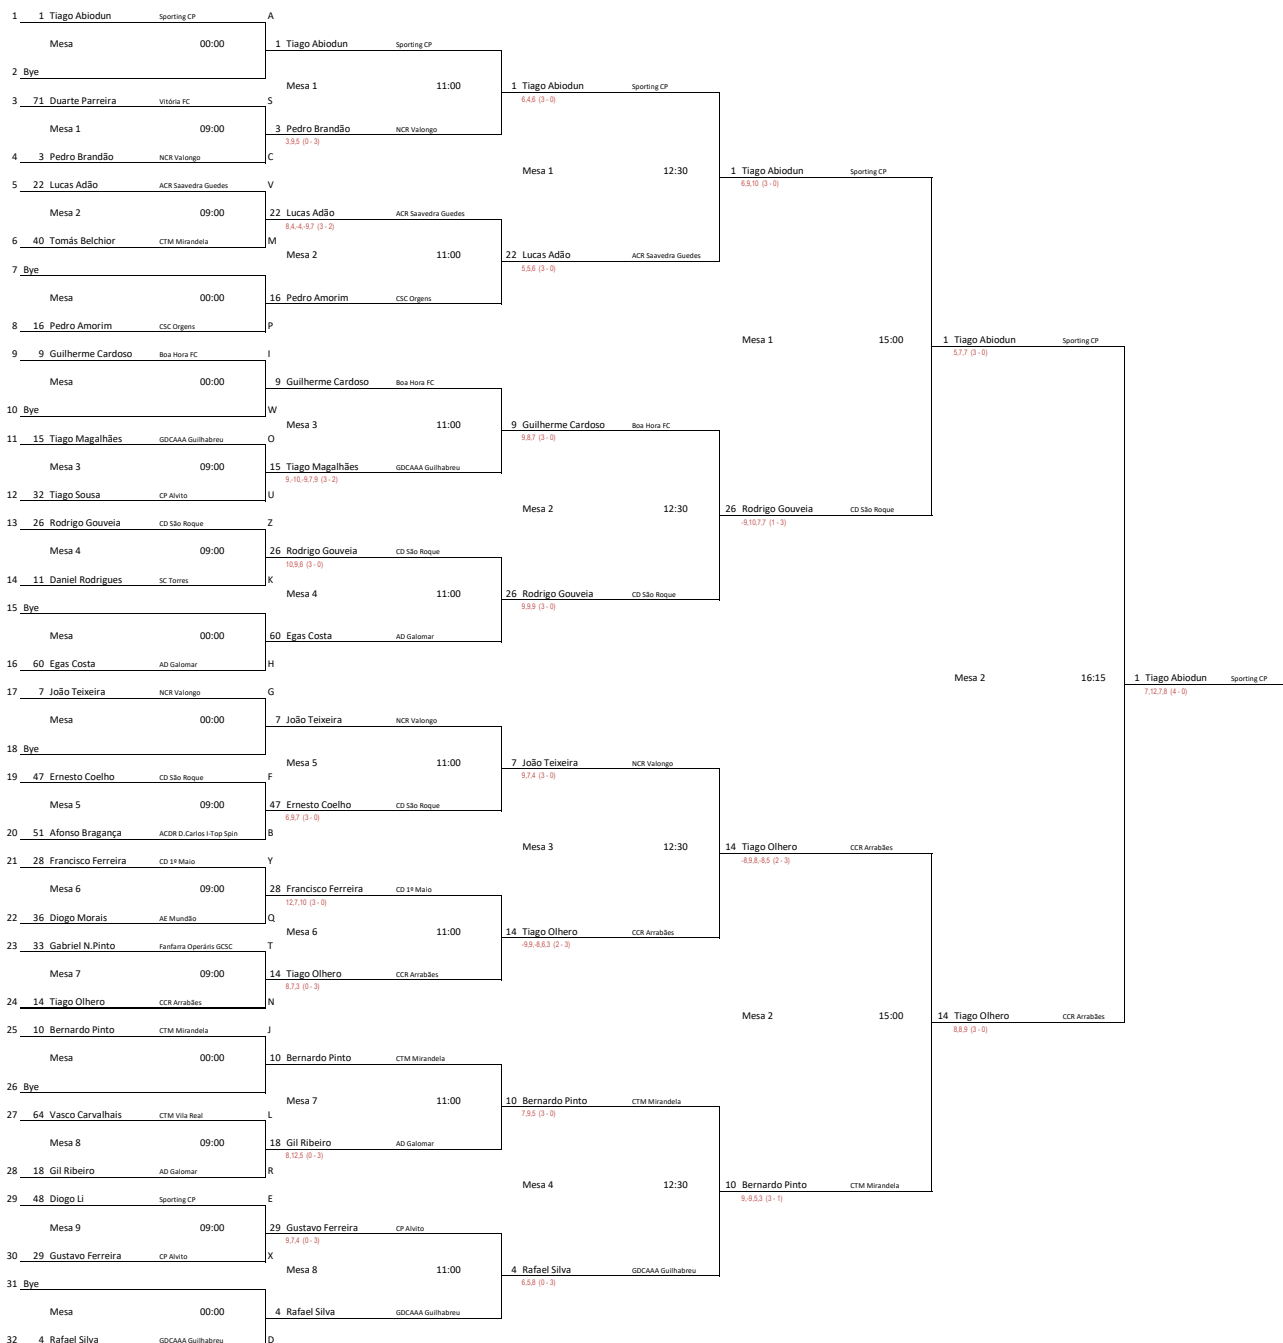 1 1 Tiago Abiodun Sporting CP A
Mesa 00:00
2 Bye
3 71 Duarte Parreira Vitória FC S
Mesa 1 09:00
4 3 Pedro Brandão NCR Valongo C
5 22 Lucas Adão ACR Saavedra Guedes V
Mesa 2 09:00
6 40 Tomás Belchior CTM Mirandela M
7 Bye
Mesa 00:00
8 16 Pedro Amorim CSC Orgens P
9 9 Guilherme Cardoso Boa Hora FC I
Mesa 00:00
10 Bye W
11 15 Tiago Magalhães GDCAAA Guilhabreu O
Mesa 3 09:00
12 32 Tiago Sousa CP Alvito U
13 26 Rodrigo Gouveia CD São Roque Z
Mesa 4 09:00
14 11 Daniel Rodrigues SC Torres K
15 Bye
Mesa 00:00
16 60 Egas Costa AD Galomar H
17 7 João Teixeira NCR Valongo G
Mesa 00:00
18 Bye
19 47 Ernesto Coelho CD São Roque F
Mesa 5 09:00
20 51 Afonso Bragança ACDR D.Carlos I-Top Spin B
21 28 Francisco Ferreira CD 1º Maio Y
Mesa 6 09:00
22 36 Diogo Morais AE Mundão Q
23 33 Gabriel N.Pinto Fanfarra Operáris GCSC T
Mesa 7 09:00
24 14 Tiago Olhero CCR Arrabães N
25 10 Bernardo Pinto CTM Mirandela J
Mesa 00:00
26 Bye
27 64 Vasco Carvalhais CTM Vila Real L
Mesa 8 09:00
28 18 Gil Ribeiro AD Galomar R
29 48 Diogo Li Sporting CP E
Mesa 9 09:00
30 29 Gustavo Ferreira CP Alvito X
31 Bye
Mesa 00:00
32 4 Rafael Silva GDCAAA Guilhabreu D
1 Tiago Abiodun Sporting CP
Mesa 1 11:00
3 Pedro Brandão NCR Valongo
3,9,5 (0 - 3)
22 Lucas Adão ACR Saavedra Guedes
8,4,-4,-9,7 (3 - 2)
Mesa 2 11:00
16 Pedro Amorim CSC Orgens
9 Guilherme Cardoso Boa Hora FC
Mesa 3 11:00
15 Tiago Magalhães GDCAAA Guilhabreu
9,-10,-9,7,9 (3 - 2)
26 Rodrigo Gouveia CD São Roque
10,9,6 (3 - 0)
Mesa 4 11:00
60 Egas Costa AD Galomar
7 João Teixeira NCR Valongo
Mesa 5 11:00
47 Ernesto Coelho CD São Roque
6,9,7 (3 - 0)
28 Francisco Ferreira CD 1º Maio
12,7,10 (3 - 0)
Mesa 6 11:00
14 Tiago Olhero CCR Arrabães
8,7,3 (0 - 3)
10 Bernardo Pinto CTM Mirandela
Mesa 7 11:00
18 Gil Ribeiro AD Galomar
8,12,5 (0 - 3)
29 Gustavo Ferreira CP Alvito
9,7,4 (0 - 3)
Mesa 8 11:00
4 Rafael Silva GDCAAA Guilhabreu
1 Tiago Abiodun Sporting CP
6,4,6 (3 - 0)
Mesa 1 12:30
22 Lucas Adão ACR Saavedra Guedes
5,5,6 (3 - 0)
9 Guilherme Cardoso Boa Hora FC
9,8,7 (3 - 0)
Mesa 2 12:30
26 Rodrigo Gouveia CD São Roque
9,9,9 (3 - 0)
7 João Teixeira NCR Valongo
9,7,4 (3 - 0)
Mesa 3 12:30
14 Tiago Olhero CCR Arrabães
-9,9,-8,6,3 (2 - 3)
10 Bernardo Pinto CTM Mirandela
7,9,5 (3 - 0)
Mesa 4 12:30
4 Rafael Silva GDCAAA Guilhabreu
6,5,8 (0 - 3)
1 Tiago Abiodun Sporting CP
6,9,10 (3 - 0)
Mesa 1 15:00
26 Rodrigo Gouveia CD São Roque
-9,10,7,7 (1 - 3)
14 Tiago Olhero CCR Arrabães
-8,9,8,-8,5 (2 - 3)
Mesa 2 15:00
10 Bernardo Pinto CTM Mirandela
9,-9,5,3 (3 - 1)
1 Tiago Abiodun Sporting CP
5,7,7 (3 - 0)
Mesa 2 16:15
14 Tiago Olhero CCR Arrabães
8,8,9 (3 - 0)
1 Tiago Abiodun Sporting CP
7,12,7,8 (4 - 0)